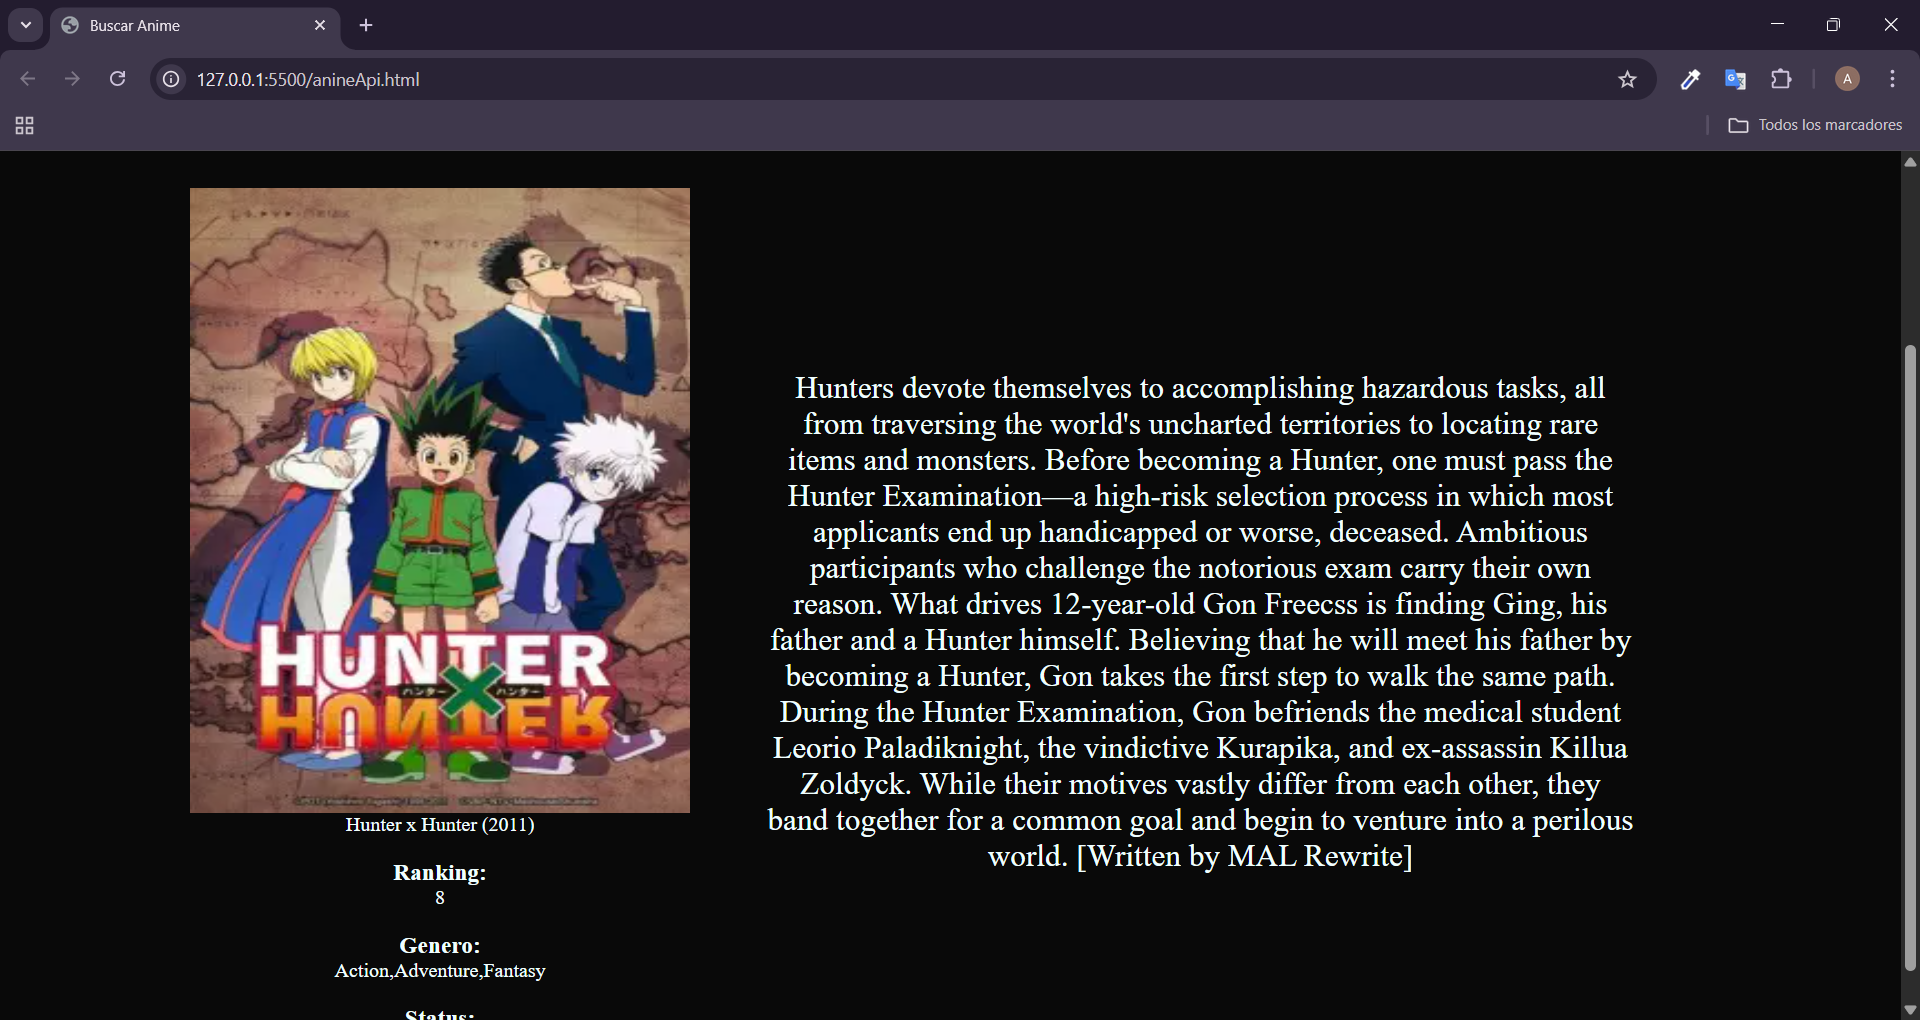 Buscar Anime
127.0.0.1:5500/anineApi.html
A
Todos los marcadores
HUNTER
ハンター × ハンター
HUNTER
Hunter x Hunter (2011)
Ranking:
8
Genero:
Action,Adventure,Fantasy
Status:
Hunters devote themselves to accomplishing hazardous tasks, all
from traversing the world's uncharted territories to locating rare
items and monsters. Before becoming a Hunter, one must pass the
Hunter Examination—a high-risk selection process in which most
applicants end up handicapped or worse, deceased. Ambitious
participants who challenge the notorious exam carry their own
reason. What drives 12-year-old Gon Freecss is finding Ging, his
father and a Hunter himself. Believing that he will meet his father by
becoming a Hunter, Gon takes the first step to walk the same path.
During the Hunter Examination, Gon befriends the medical student
Leorio Paladiknight, the vindictive Kurapika, and ex-assassin Killua
Zoldyck. While their motives vastly differ from each other, they
band together for a common goal and begin to venture into a perilous
world. [Written by MAL Rewrite]